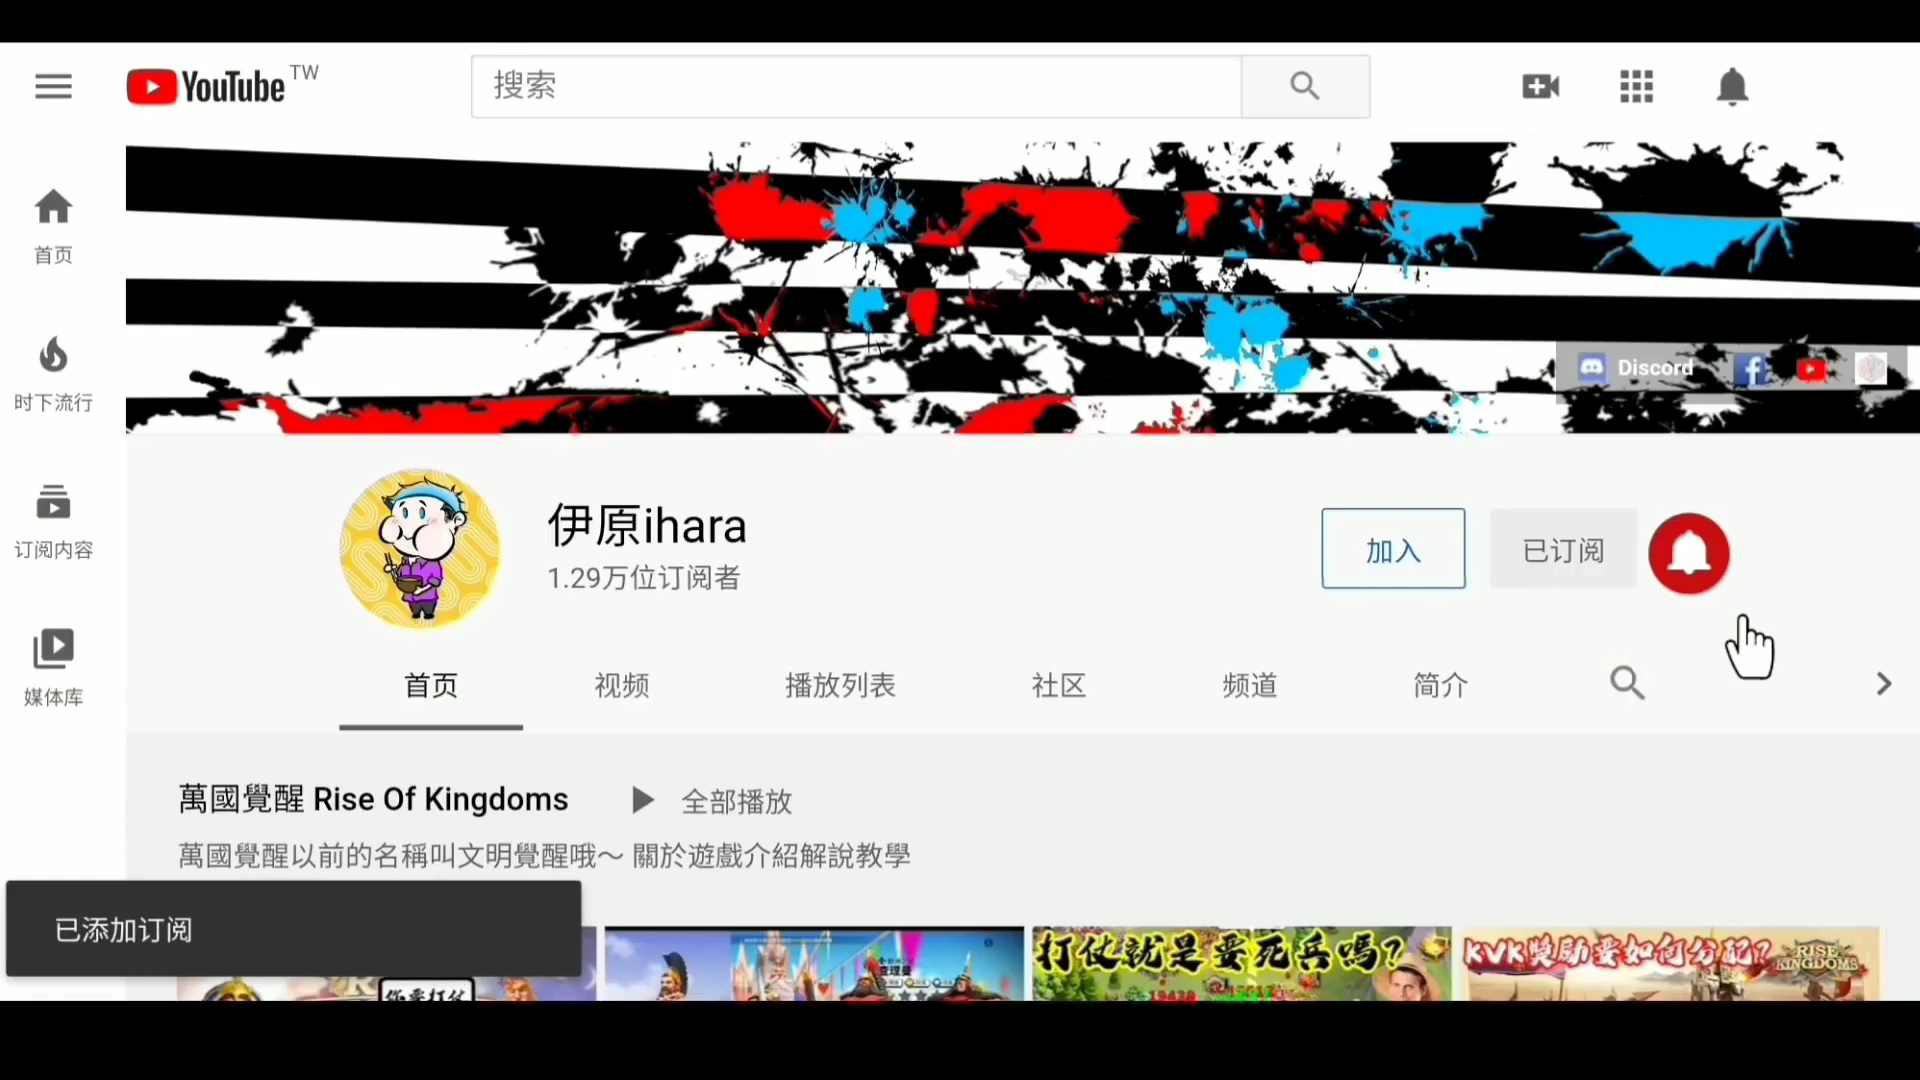 YouTube TW
搜索
首页
时下流行
订阅内容
媒体库
Discord
伊原ihara
1.29万位订阅者
加入
已订阅
首页
视频
播放列表
社区
频道
简介
萬國覺醒 Rise Of Kingdoms
全部播放
萬國覺醒以前的名稱叫文明覺醒哦～ 關於遊戲介紹解說教學
已添加订阅
查理曼
打仗就是要死兵嗎?
KVK獎勵要如何分配?
RISE
KINGDOMS